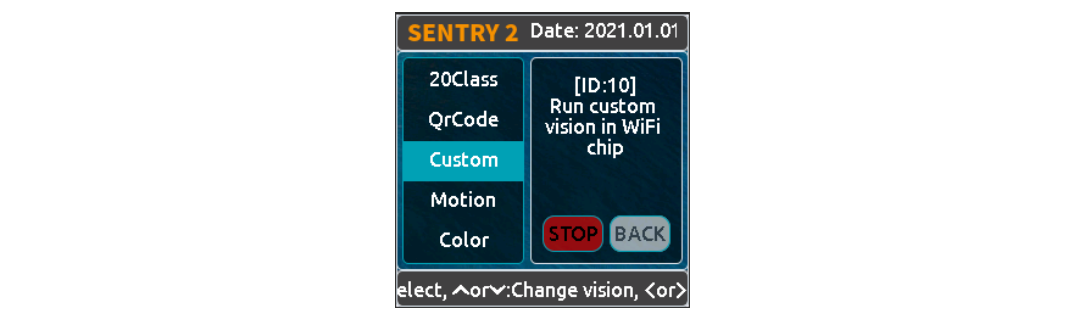 SENTRY 2 Date: 2021.01.01
20Class
QrCode
Custom
Motion
Color
[ID:10]
Run custom
vision in WiFi
chip
STOP BACK
elect, ∧or∨:Change vision, <or>